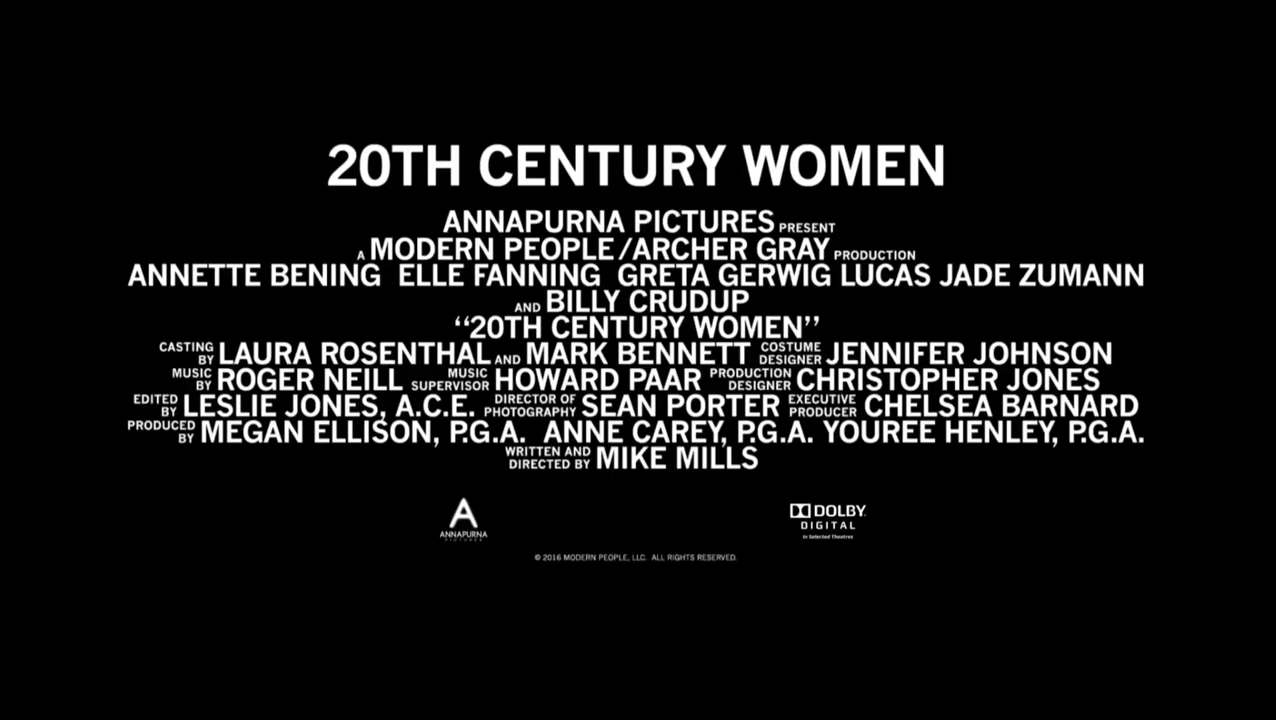 20TH CENTURY WOMEN
ANNAPURNA PICTURES PRESENT
A MODERN PEOPLE/ARCHER GRAY PRODUCTION
ANNETTE BENING ELLE FANNING GRETA GERWIG LUCAS JADE ZUMANN
AND BILLY CRUDUP
“20TH CENTURY WOMEN”
CASTING BY LAURA ROSENTHAL AND MARK BENNETT COSTUME DESIGNER JENNIFER JOHNSON
MUSIC BY ROGER NEILL MUSIC SUPERVISOR HOWARD PAAR PRODUCTION DESIGNER CHRISTOPHER JONES
EDITED BY LESLIE JONES, A.C.E. DIRECTOR OF PHOTOGRAPHY SEAN PORTER EXECUTIVE PRODUCER CHELSEA BARNARD
PRODUCED BY MEGAN ELLISON, P.G.A. ANNE CAREY, P.G.A. YOUREE HENLEY, P.G.A.
WRITTEN AND DIRECTED BY MIKE MILLS
A
ANNAPURNA
PICTURES
DOLBY
DIGITAL
In Selected Theatres
© 2016 MODERN PEOPLE, LLC. ALL RIGHTS RESERVED.